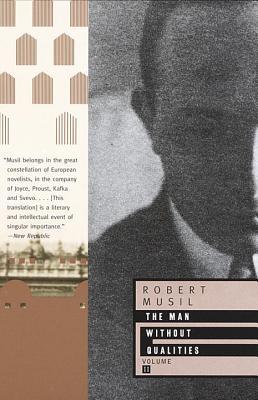 "Musil belongs in the great
constellation of European
novelists, in the company
of Joyce, Proust, Kafka
and Svevo. . . . [This
translation] is a literary
and intellectual event of
singular importance."
—New Republic
ROBERT
MUSIL
THE MAN
WITHOUT
QUALITIES
VOLUME
II